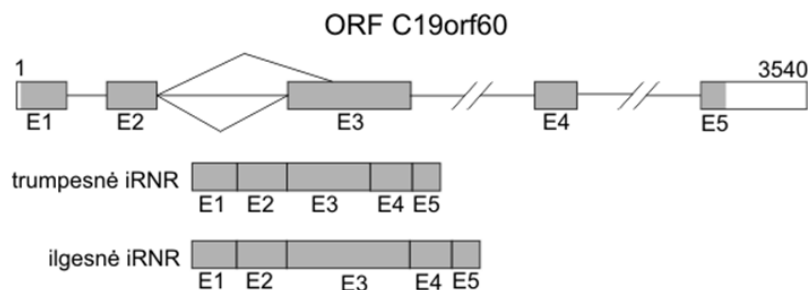 ORF C19orf60
1 3540
E1 E2 E3 E4 E5
trumpesnė iRNR
E1 E2 E3 E4 E5
ilgesnė iRNR
E1 E2 E3 E4 E5